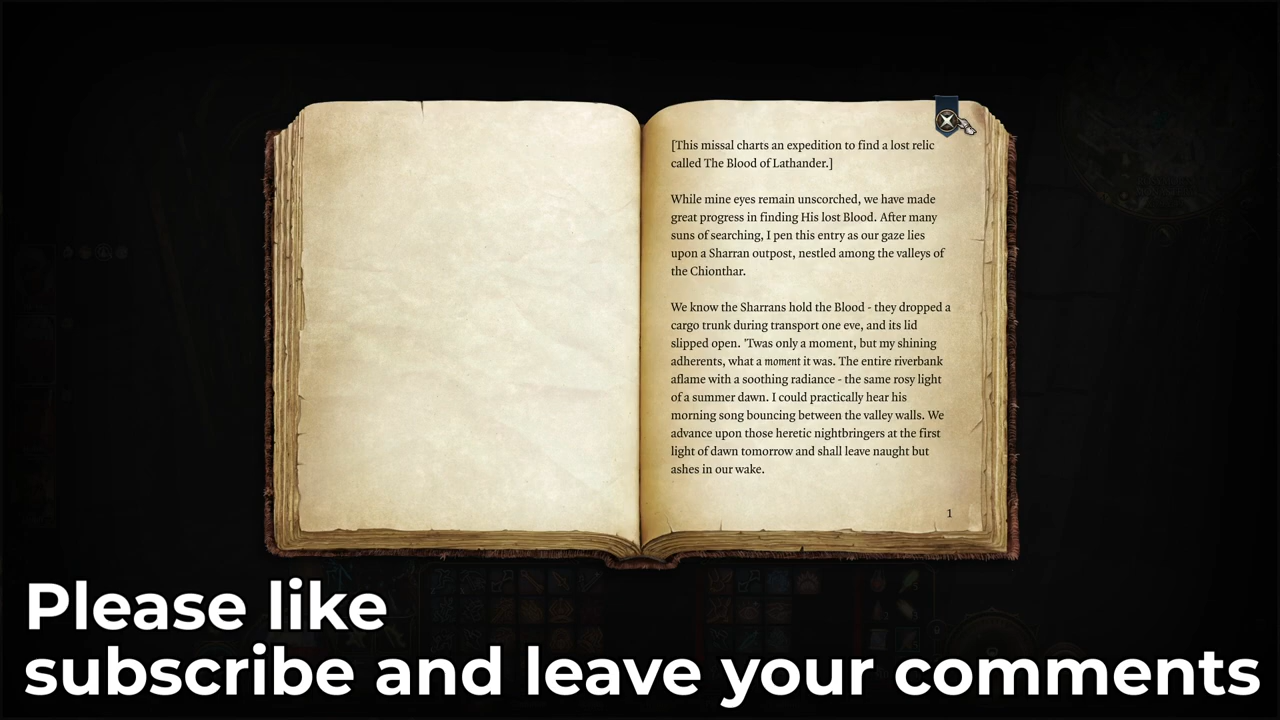 [This missal charts an expedition to find a lost relic
called The Blood of Lathander.]
While mine eyes remain unscorched, we have made
great progress in finding His lost Blood. After many
suns of searching, I pen this entry as our gaze lies
upon a Sharran outpost, nestled among the valleys of
the Chionthar.
We know the Sharrans hold the Blood - they dropped a
cargo trunk during transport one eve, and its lid
slipped open. 'Twas only a moment, but my shining
adherents, what a moment it was. The entire riverbank
aflame with a soothing radiance - the same rosy light
of a summer dawn. I could practically hear his
morning song bouncing between the valley walls. We
advance upon those heretic nightbringers at the first
light of dawn tomorrow and shall leave naught but
ashes in our wake.
1
Please like
subscribe and leave your comments